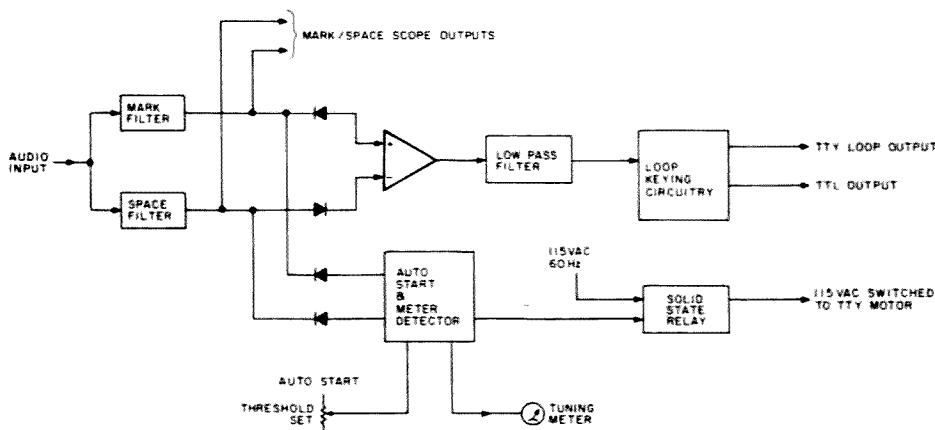 MARK/SPACE SCOPE OUTPUTS
MARK
FILTER
AUDIO
INPUT
SPACE
FILTER
+
−
LOW PASS
FILTER
LOOP
KEYING
CIRCUITRY
TTY LOOP OUTPUT
TTL OUTPUT
AUTO
START
&
METER
DETECTOR
115VAC
60Hz
SOLID
STATE
RELAY
115VAC SWITCHED
TO TTY MOTOR
AUTO START
THRESHOLD
SET
TUNING
METER